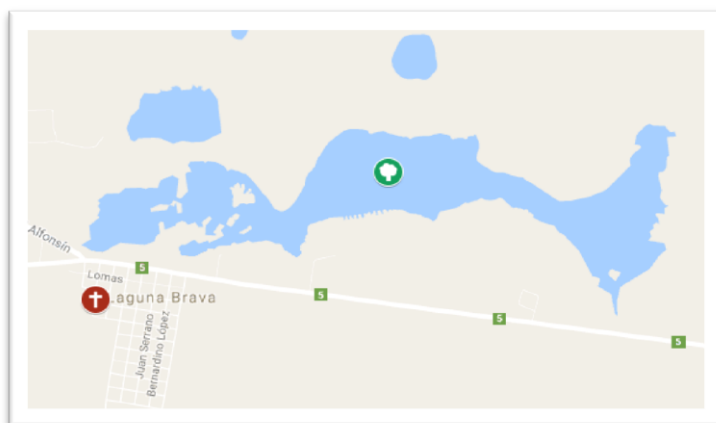 Alfonsín
5
Lomas
Laguna Brava
5
5
5
Juan Serrano
Bernardino López